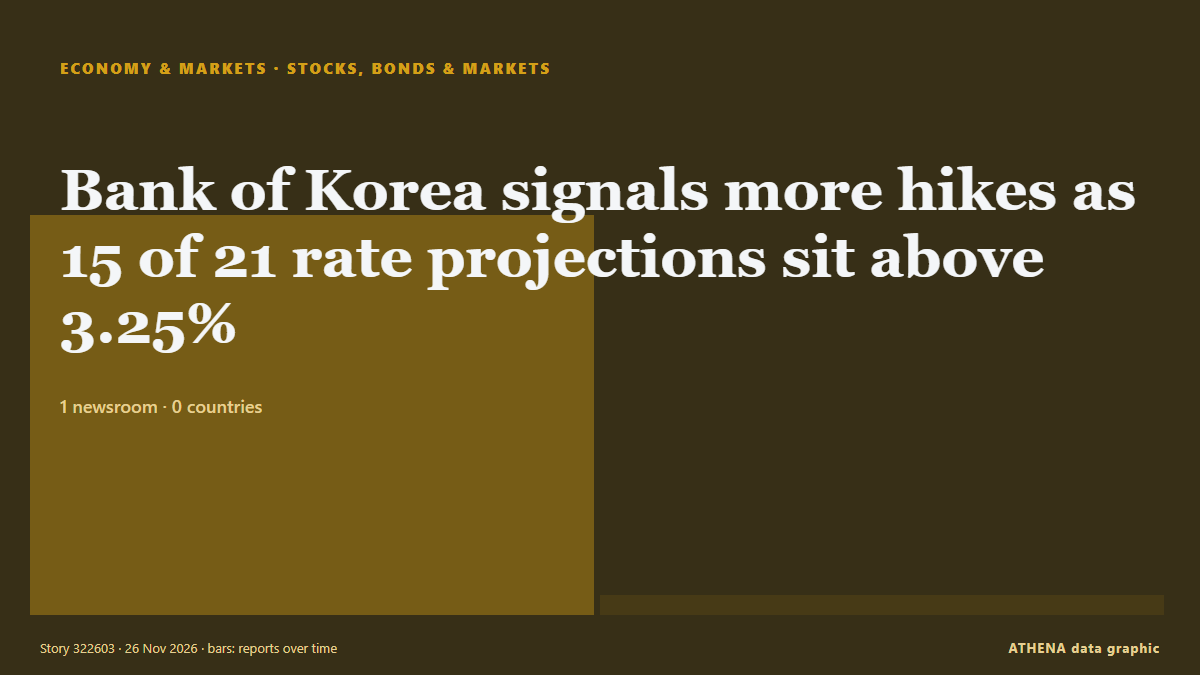 ECONOMY & MARKETS · STOCKS, BONDS & MARKETS
Bank of Korea signals more hikes as
15 of 21 rate projections sit above
3.25%
1 newsroom · 0 countries
Story 322603 · 26 Nov 2026 · bars: reports over time
ATHENA data graphic